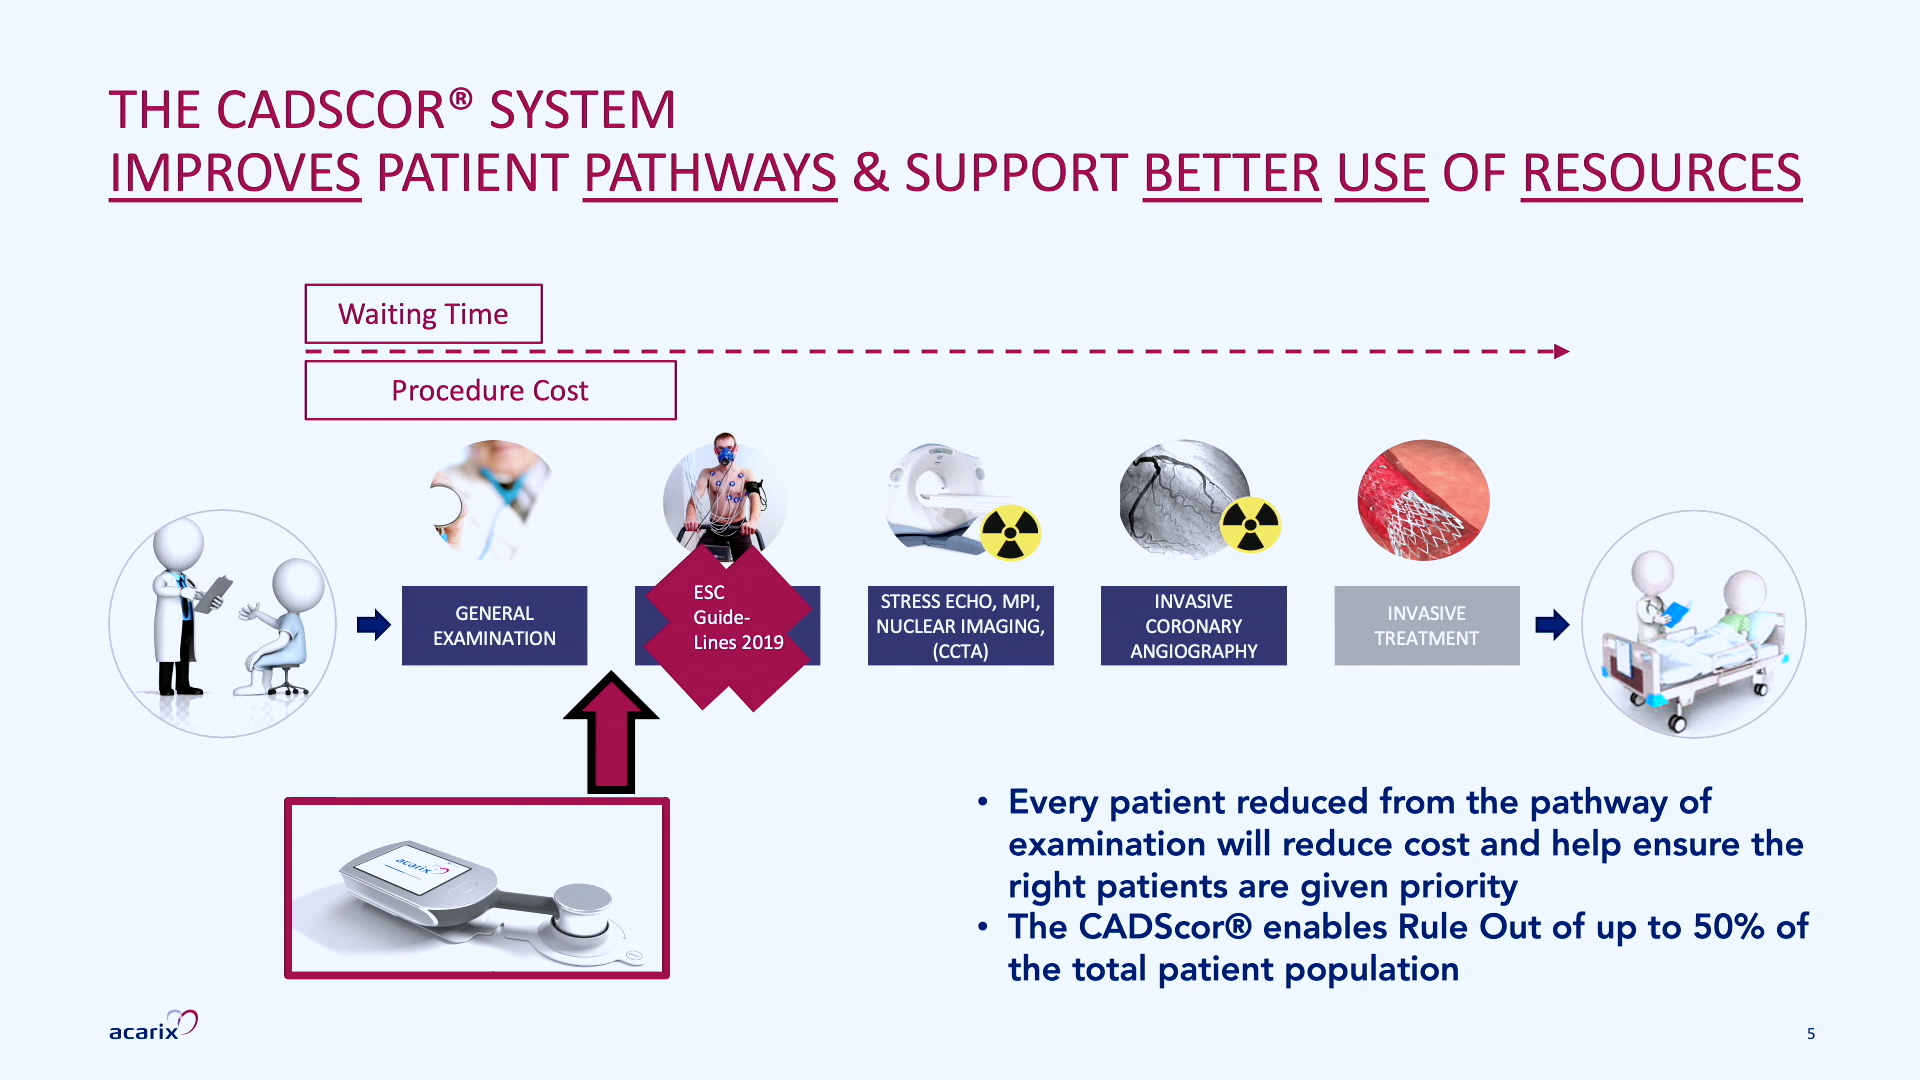 THE CADSCOR® SYSTEM
IMPROVES PATIENT PATHWAYS & SUPPORT BETTER USE OF RESOURCES
Waiting Time
Procedure Cost
GENERAL
EXAMINATION
ESC
Guide-
Lines 2019
STRESS ECHO, MPI,
NUCLEAR IMAGING,
(CCTA)
INVASIVE
CORONARY
ANGIOGRAPHY
INVASIVE
TREATMENT
acarix
• Every patient reduced from the pathway of
examination will reduce cost and help ensure the
right patients are given priority
• The CADScor® enables Rule Out of up to 50% of
the total patient population
acarix
5